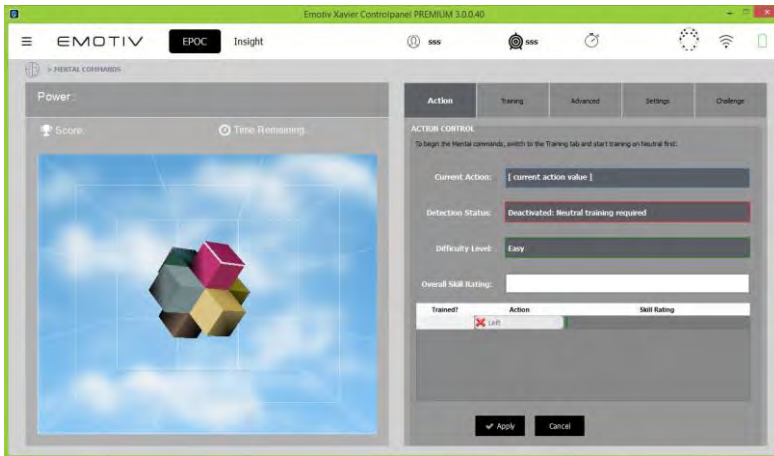 Emotiv Xavier Controlpanel PREMIUM 3.0.0.40
EMOTIV EPOC Insight sss sss
> MENTAL COMMANDS
Power:
Score: Time Remaining:
Action Training Advanced Settings Challenge
ACTION CONTROL
To begin the Mental commands, switch to the Training tab and start training on Neutral first.
Current Action: [ current action value ]
Detection Status: Deactivated: Neutral training required
Difficulty Level: Easy
Overall Skill Rating:
Trained? Action Skill Rating
Left
Apply Cancel